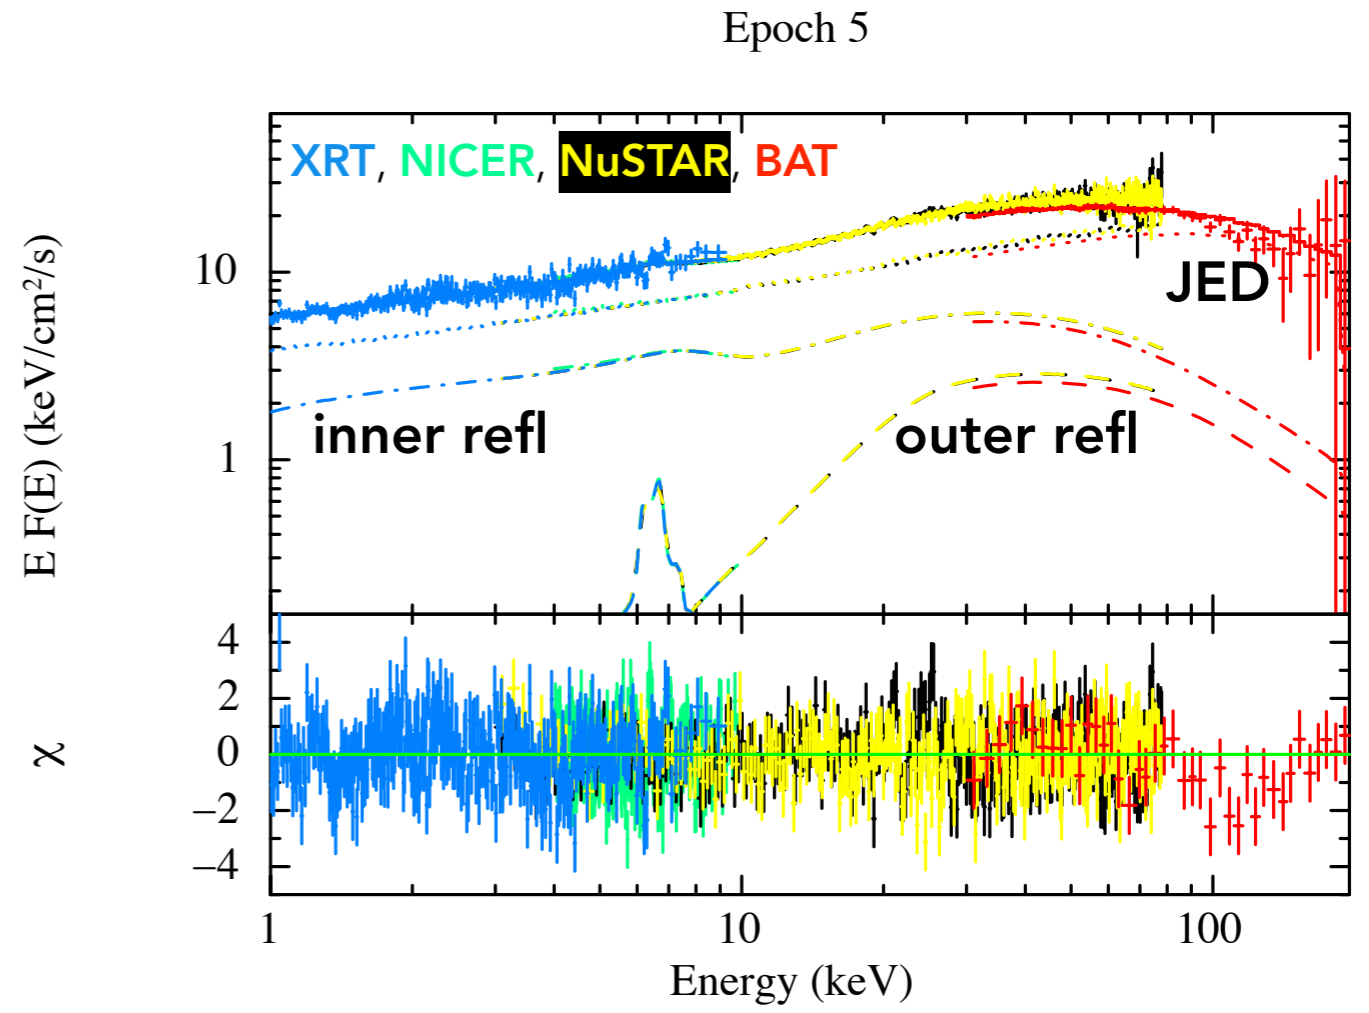 Epoch 5
XRT, NICER, NuSTAR, BAT
E F(E) (keV/cm²/s)
10
1
JED
inner refl
outer refl
χ
4
2
0
−2
−4
1
10
100
Energy (keV)